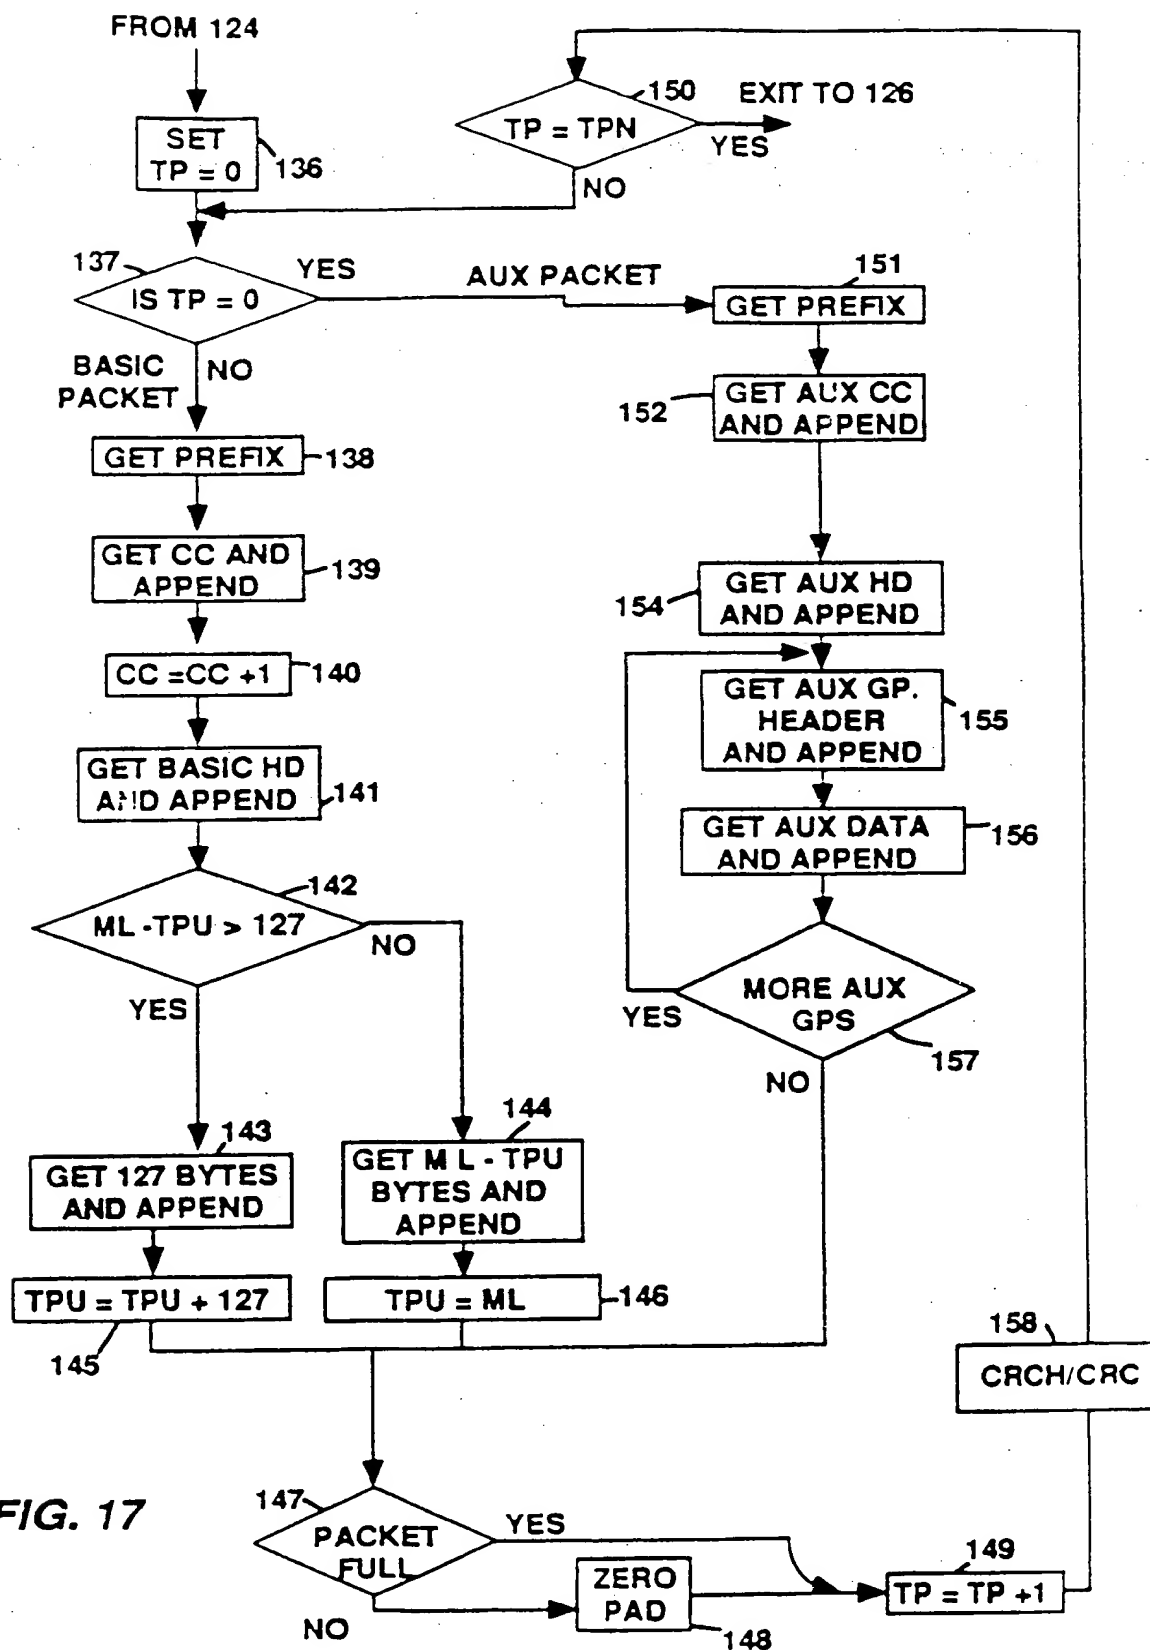 FROM 124
150
EXIT TO 126
TP = TPN
YES
SET
TP = 0
136
NO
137
YES
AUX PACKET
IS TP = 0
151
GET PREFIX
BASIC
PACKET
NO
152
GET AUX CC
AND APPEND
GET PREFIX
138
GET CC AND
APPEND
139
154
GET AUX HD
AND APPEND
CC =CC +1
140
GET AUX GP.
HEADER
AND APPEND
155
GET BASIC HD
AND APPEND
141
GET AUX DATA
AND APPEND
156
142
ML -TPU > 127
NO
YES
MORE AUX
GPS
YES
157
NO
143
GET 127 BYTES
AND APPEND
144
GET M L - TPU
BYTES AND
APPEND
TPU = TPU + 127
145
TPU = ML
146
158
CRCH/CRC
FIG. 17
147
PACKET
FULL
YES
NO
ZERO
PAD
148
149
TP = TP +1